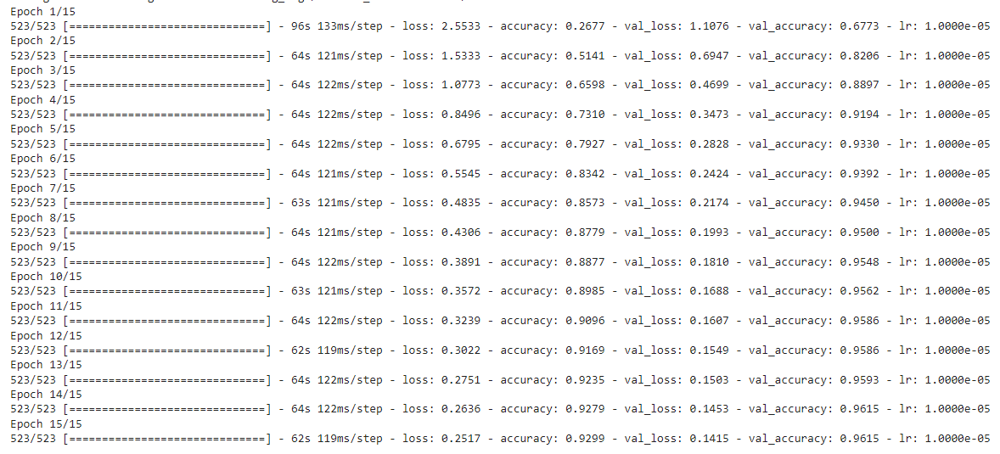 Epoch 1/15
523/523 [==============================] - 96s 133ms/step - loss: 2.5533 - accuracy: 0.2677 - val_loss: 1.1076 - val_accuracy: 0.6773 - lr: 1.0000e-05
Epoch 2/15
523/523 [==============================] - 64s 121ms/step - loss: 1.5333 - accuracy: 0.5141 - val_loss: 0.6947 - val_accuracy: 0.8206 - lr: 1.0000e-05
Epoch 3/15
523/523 [==============================] - 64s 122ms/step - loss: 1.0773 - accuracy: 0.6598 - val_loss: 0.4699 - val_accuracy: 0.8897 - lr: 1.0000e-05
Epoch 4/15
523/523 [==============================] - 64s 122ms/step - loss: 0.8496 - accuracy: 0.7310 - val_loss: 0.3473 - val_accuracy: 0.9194 - lr: 1.0000e-05
Epoch 5/15
523/523 [==============================] - 64s 122ms/step - loss: 0.6795 - accuracy: 0.7927 - val_loss: 0.2828 - val_accuracy: 0.9330 - lr: 1.0000e-05
Epoch 6/15
523/523 [==============================] - 64s 121ms/step - loss: 0.5545 - accuracy: 0.8342 - val_loss: 0.2424 - val_accuracy: 0.9392 - lr: 1.0000e-05
Epoch 7/15
523/523 [==============================] - 63s 121ms/step - loss: 0.4835 - accuracy: 0.8573 - val_loss: 0.2174 - val_accuracy: 0.9450 - lr: 1.0000e-05
Epoch 8/15
523/523 [==============================] - 64s 121ms/step - loss: 0.4306 - accuracy: 0.8779 - val_loss: 0.1993 - val_accuracy: 0.9500 - lr: 1.0000e-05
Epoch 9/15
523/523 [==============================] - 64s 122ms/step - loss: 0.3891 - accuracy: 0.8877 - val_loss: 0.1810 - val_accuracy: 0.9548 - lr: 1.0000e-05
Epoch 10/15
523/523 [==============================] - 63s 121ms/step - loss: 0.3572 - accuracy: 0.8985 - val_loss: 0.1688 - val_accuracy: 0.9562 - lr: 1.0000e-05
Epoch 11/15
523/523 [==============================] - 64s 122ms/step - loss: 0.3239 - accuracy: 0.9096 - val_loss: 0.1607 - val_accuracy: 0.9586 - lr: 1.0000e-05
Epoch 12/15
523/523 [==============================] - 62s 119ms/step - loss: 0.3022 - accuracy: 0.9169 - val_loss: 0.1549 - val_accuracy: 0.9586 - lr: 1.0000e-05
Epoch 13/15
523/523 [==============================] - 64s 122ms/step - loss: 0.2751 - accuracy: 0.9235 - val_loss: 0.1503 - val_accuracy: 0.9593 - lr: 1.0000e-05
Epoch 14/15
523/523 [==============================] - 64s 122ms/step - loss: 0.2636 - accuracy: 0.9279 - val_loss: 0.1453 - val_accuracy: 0.9615 - lr: 1.0000e-05
Epoch 15/15
523/523 [==============================] - 62s 119ms/step - loss: 0.2517 - accuracy: 0.9299 - val_loss: 0.1415 - val_accuracy: 0.9615 - lr: 1.0000e-05